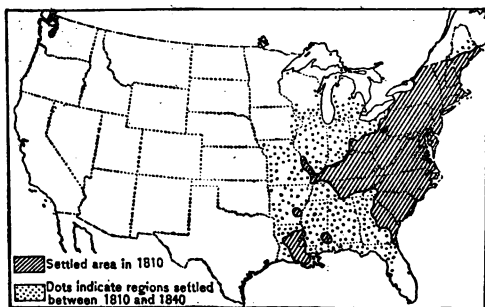 Settled area in 1810
Dots indicate regions settled
between 1810 and 1840